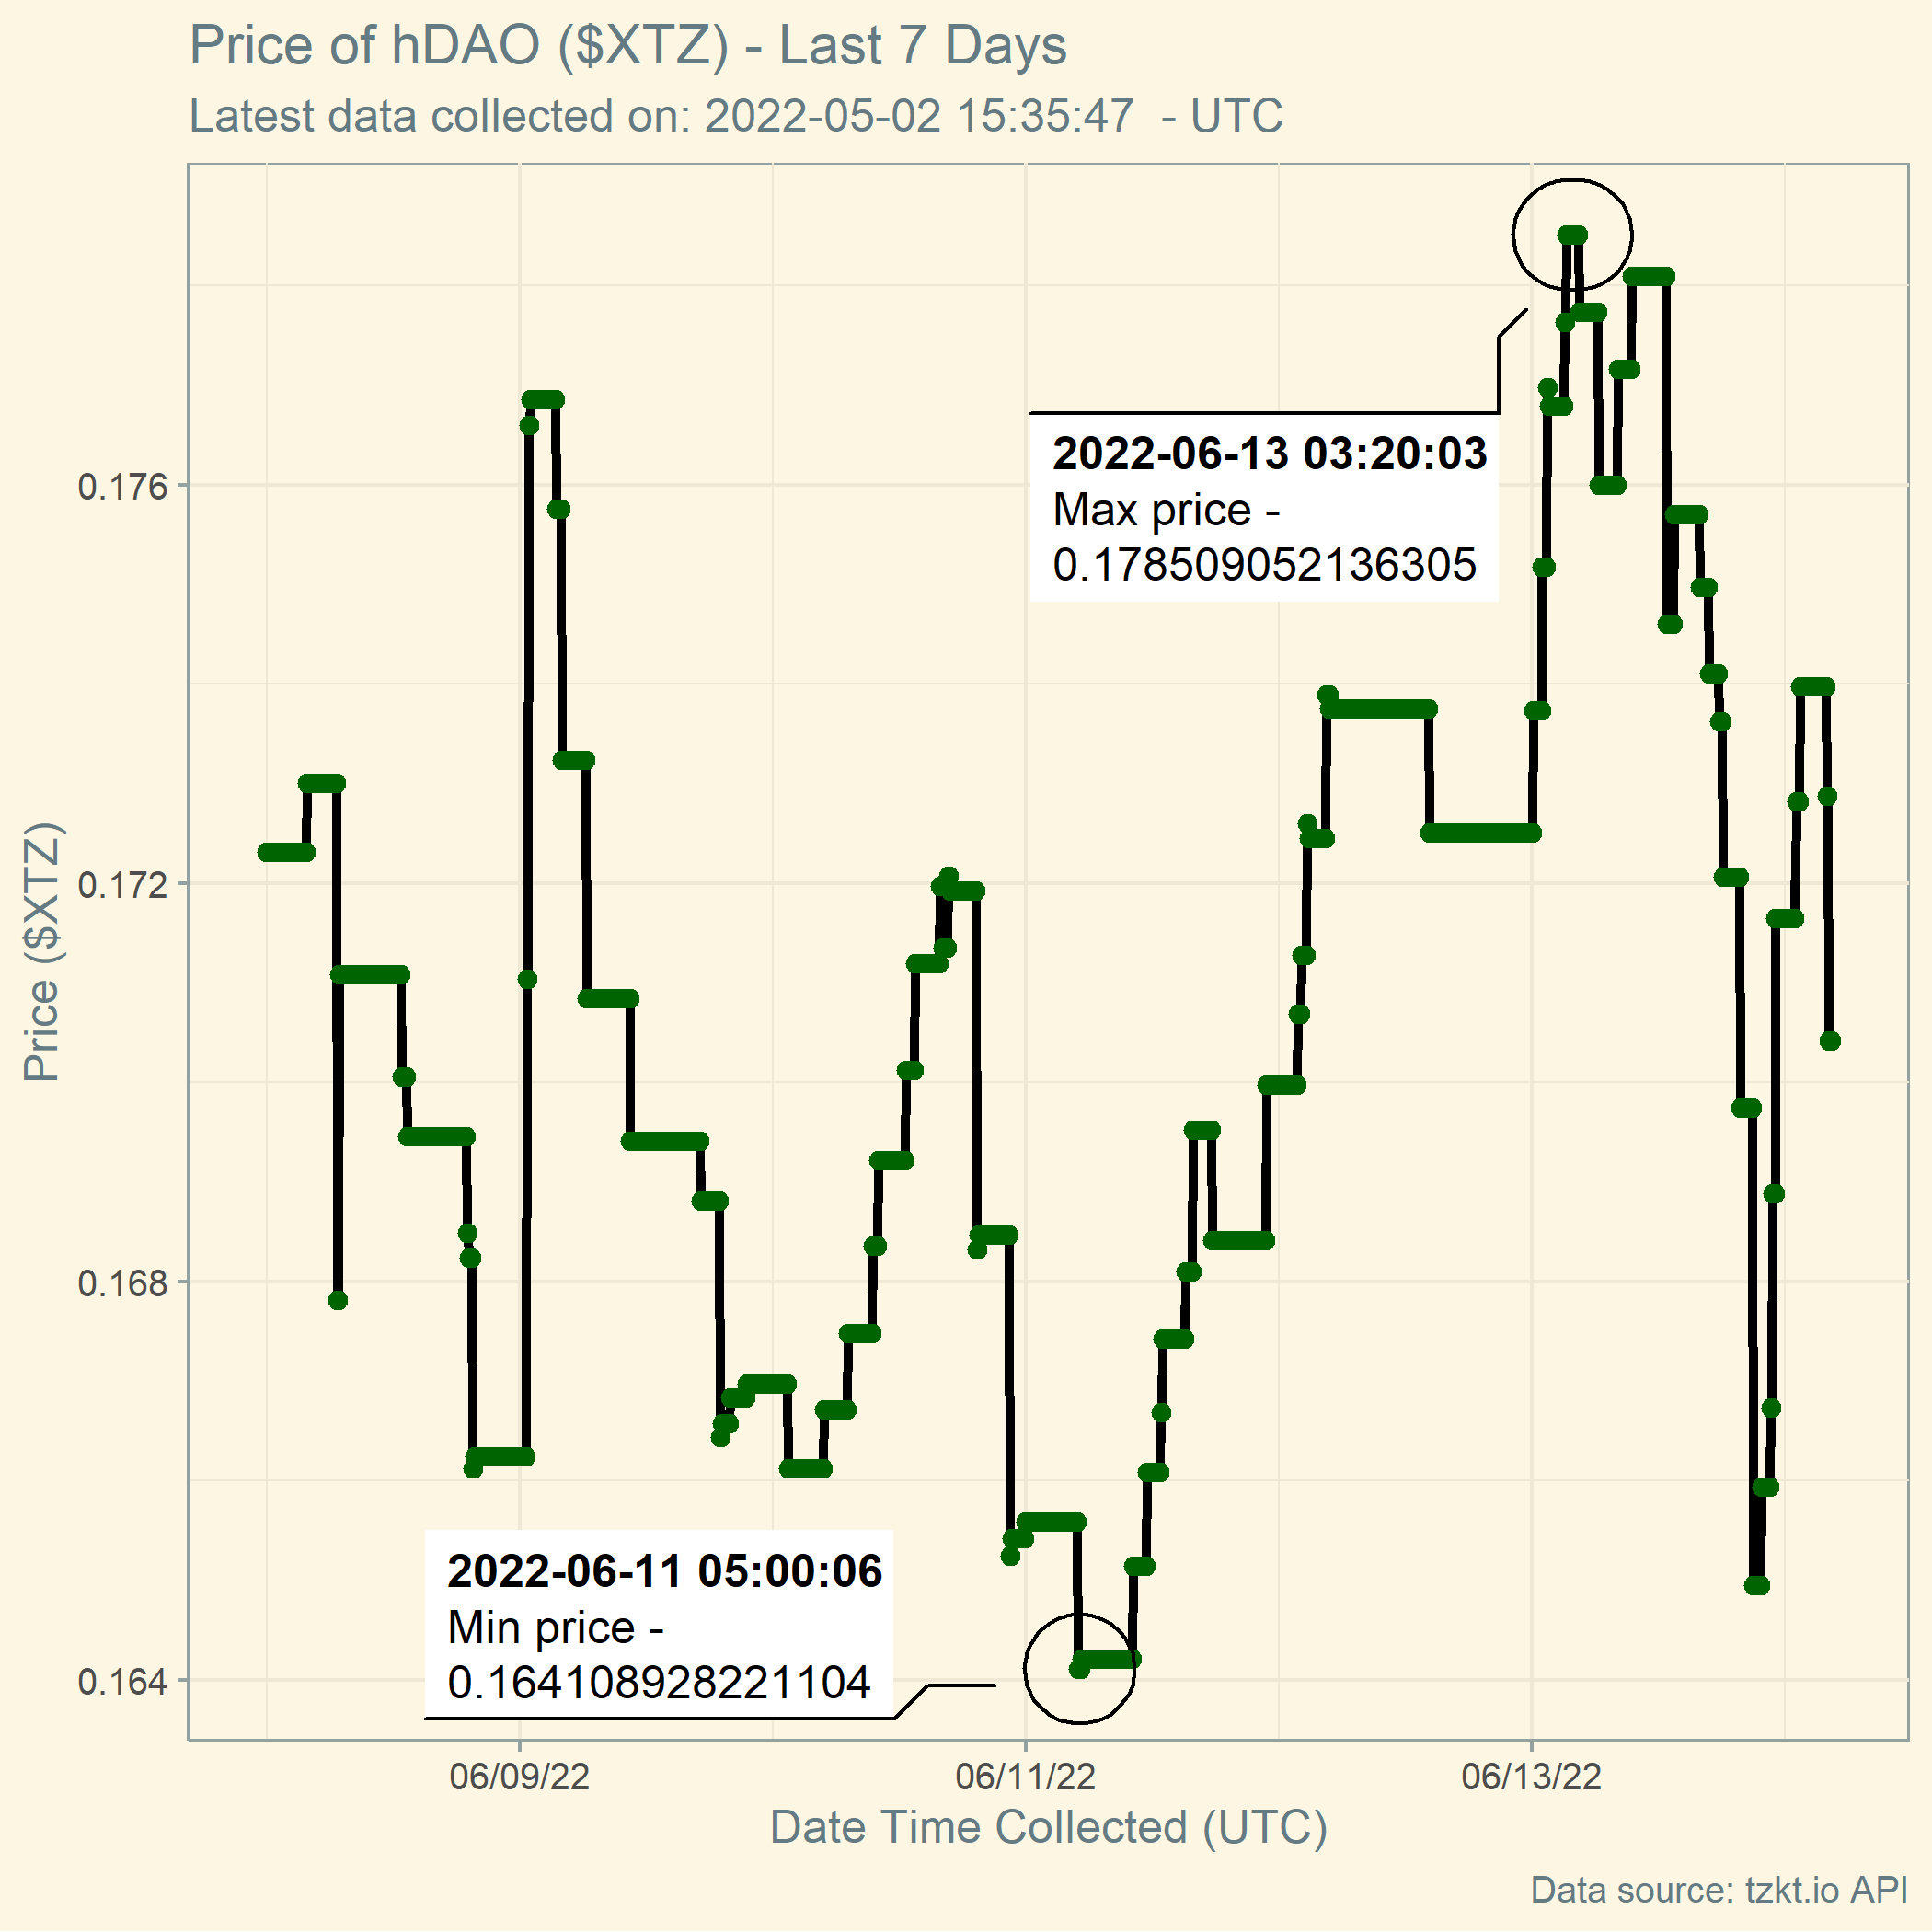 Price of hDAO ($XTZ) - Last 7 Days
Latest data collected on: 2022-05-02 15:35:47  - UTC
2022-06-13 03:20:03
Max price -
0.178509052136305
0.176
0.172
0.168
0.164
Price ($XTZ)
2022-06-11 05:00:06
Min price -
0.164108928221104
06/09/22
06/11/22
06/13/22
Date Time Collected (UTC)
Data source: tzkt.io API